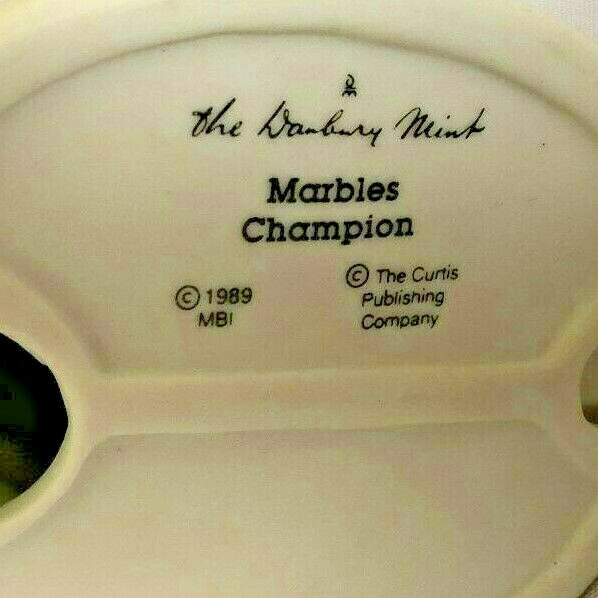 The Danbury Mint
Marbles
Champion
© 1989
MBI
© The Curtis
Publishing
Company